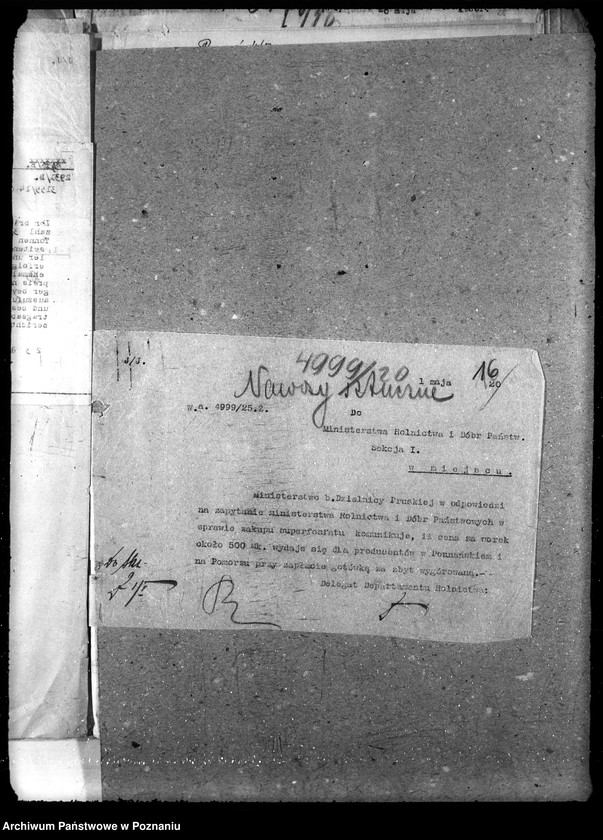 1916
5/5.
4999/20
Nawozy sztuczne
1 maja
16
20
W.a. 4999/25.2.
Do
Ministerstwa Rolnictwa i Dóbr Państw.
Sekcja I.
w miejscu.
Ministerstwo b.Dzielnicy Pruskiej w odpowiedzi
na zapytanie Ministerstwa Rolnictwa i Dóbr Państwowych w
sprawie zakupu superfosfatu komunikuje, iż cena za worek
około 500 mk. wydaje się dla producentów w Poznańskiem i
na Pomorzu przy zapłacie gotówką za zbyt wygórowaną.-
Delegat Departamentu Rolnictwa:
Archiwum Państwowe w Poznaniu